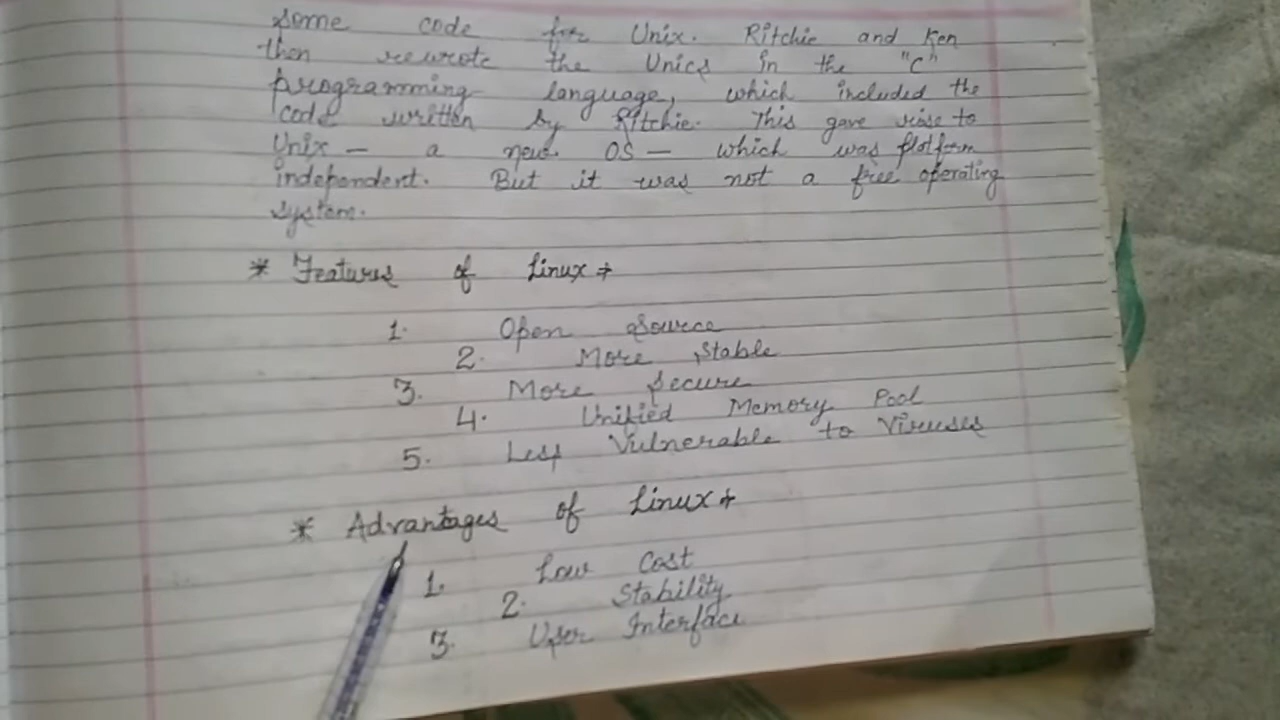 some code for Unix. Ritchie and Ken
then rewrote the Unics in the "C"
programming language, which included the
code written by Ritchie. This gave rise to
Unix — a new OS — which was platform
independent. But it was not a free operating
system.
* Features of Linux →
1. Open Source
2. More Stable
3. More Secure
4. Unified Memory Pool
5. Less Vulnerable to Viruses
* Advantages of Linux →
1. Low Cost
2. Stability
3. User Interface